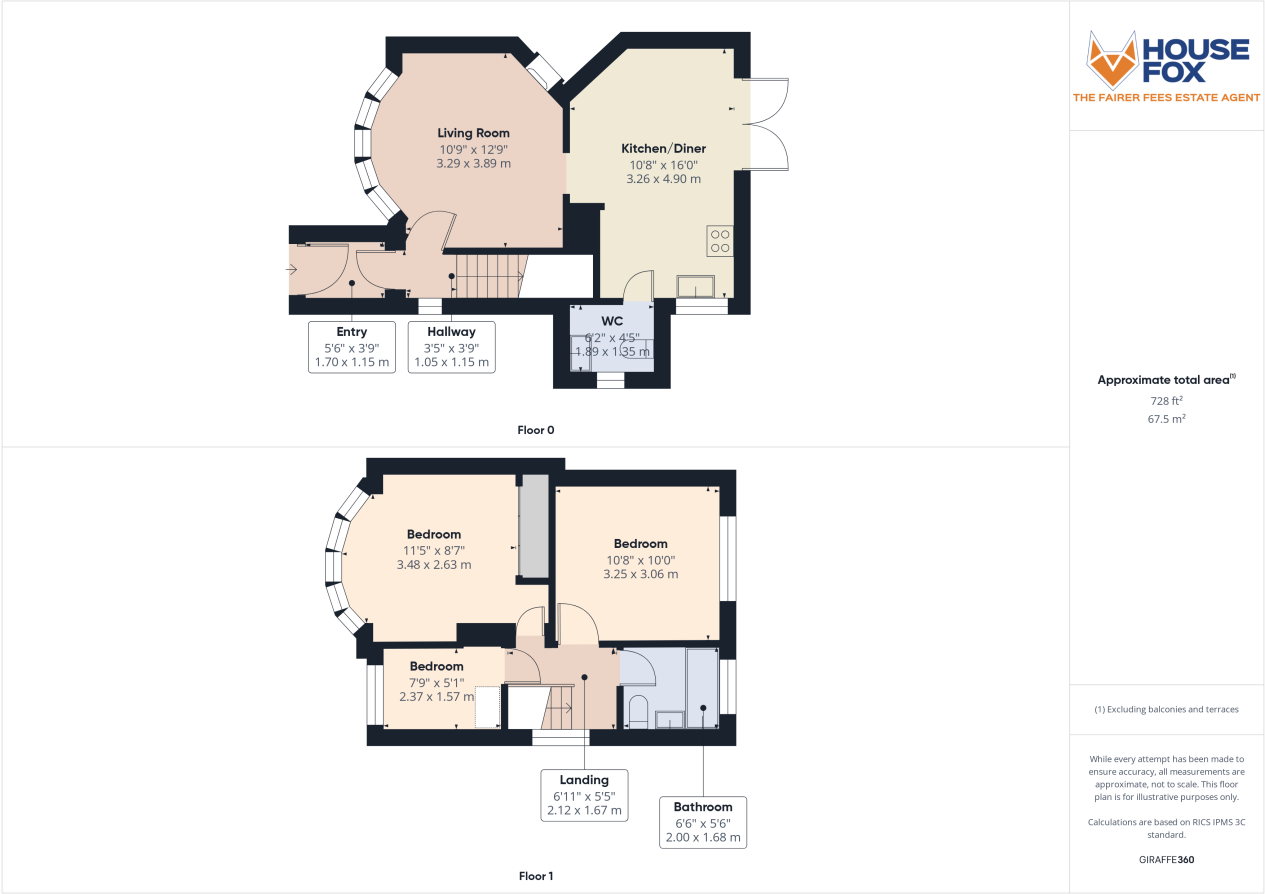 Living Room
10'9" x 12'9"
3.29 x 3.89 m
Kitchen/Diner
10'8" x 16'0"
3.26 x 4.90 m
WC
6'2" x 4'5"
1.89 x 1.35 m
Entry
5'6" x 3'9"
1.70 x 1.15 m
Hallway
3'5" x 3'9"
1.05 x 1.15 m
Floor 0
Bedroom
11'5" x 8'7"
3.48 x 2.63 m
Bedroom
10'8" x 10'0"
3.25 x 3.06 m
Bedroom
7'9" x 5'1"
2.37 x 1.57 m
Landing
6'11" x 5'5"
2.12 x 1.67 m
Bathroom
6'6" x 5'6"
2.00 x 1.68 m
Floor 1
HOUSE
FOX
THE FAIRER FEES ESTATE AGENT
Approximate total area(1)
728 ft²
67.5 m²
(1) Excluding balconies and terraces
While every attempt has been made to
ensure accuracy, all measurements are
approximate, not to scale. This floor
plan is for illustrative purposes only.
Calculations are based on RICS IPMS 3C
standard.
GIRAFFE360